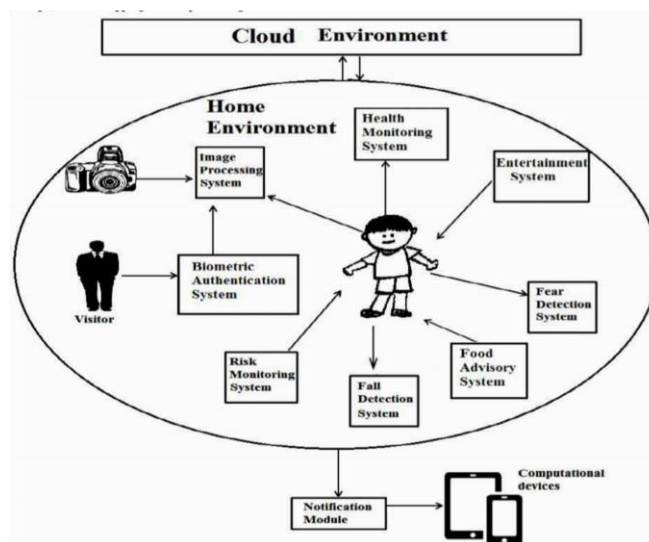 Cloud Environment
Home
Environment
Health
Monitoring
System
Image
Processing
System
Entertainment
System
Biometric
Authentication
System
Visitor
Fear
Detection
System
Risk
Monitoring
System
Food
Advisory
System
Fall
Detection
System
Computational
devices
Notification
Module